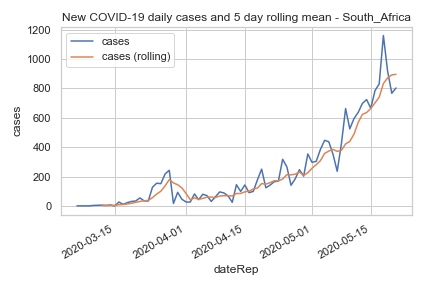 New COVID-19 daily cases and 5 day rolling mean - South_Africa
1200
1000
800
600
400
200
0
cases
cases
cases (rolling)
2020-03-15
2020-04-01
2020-04-15
2020-05-01
2020-05-15
dateRep